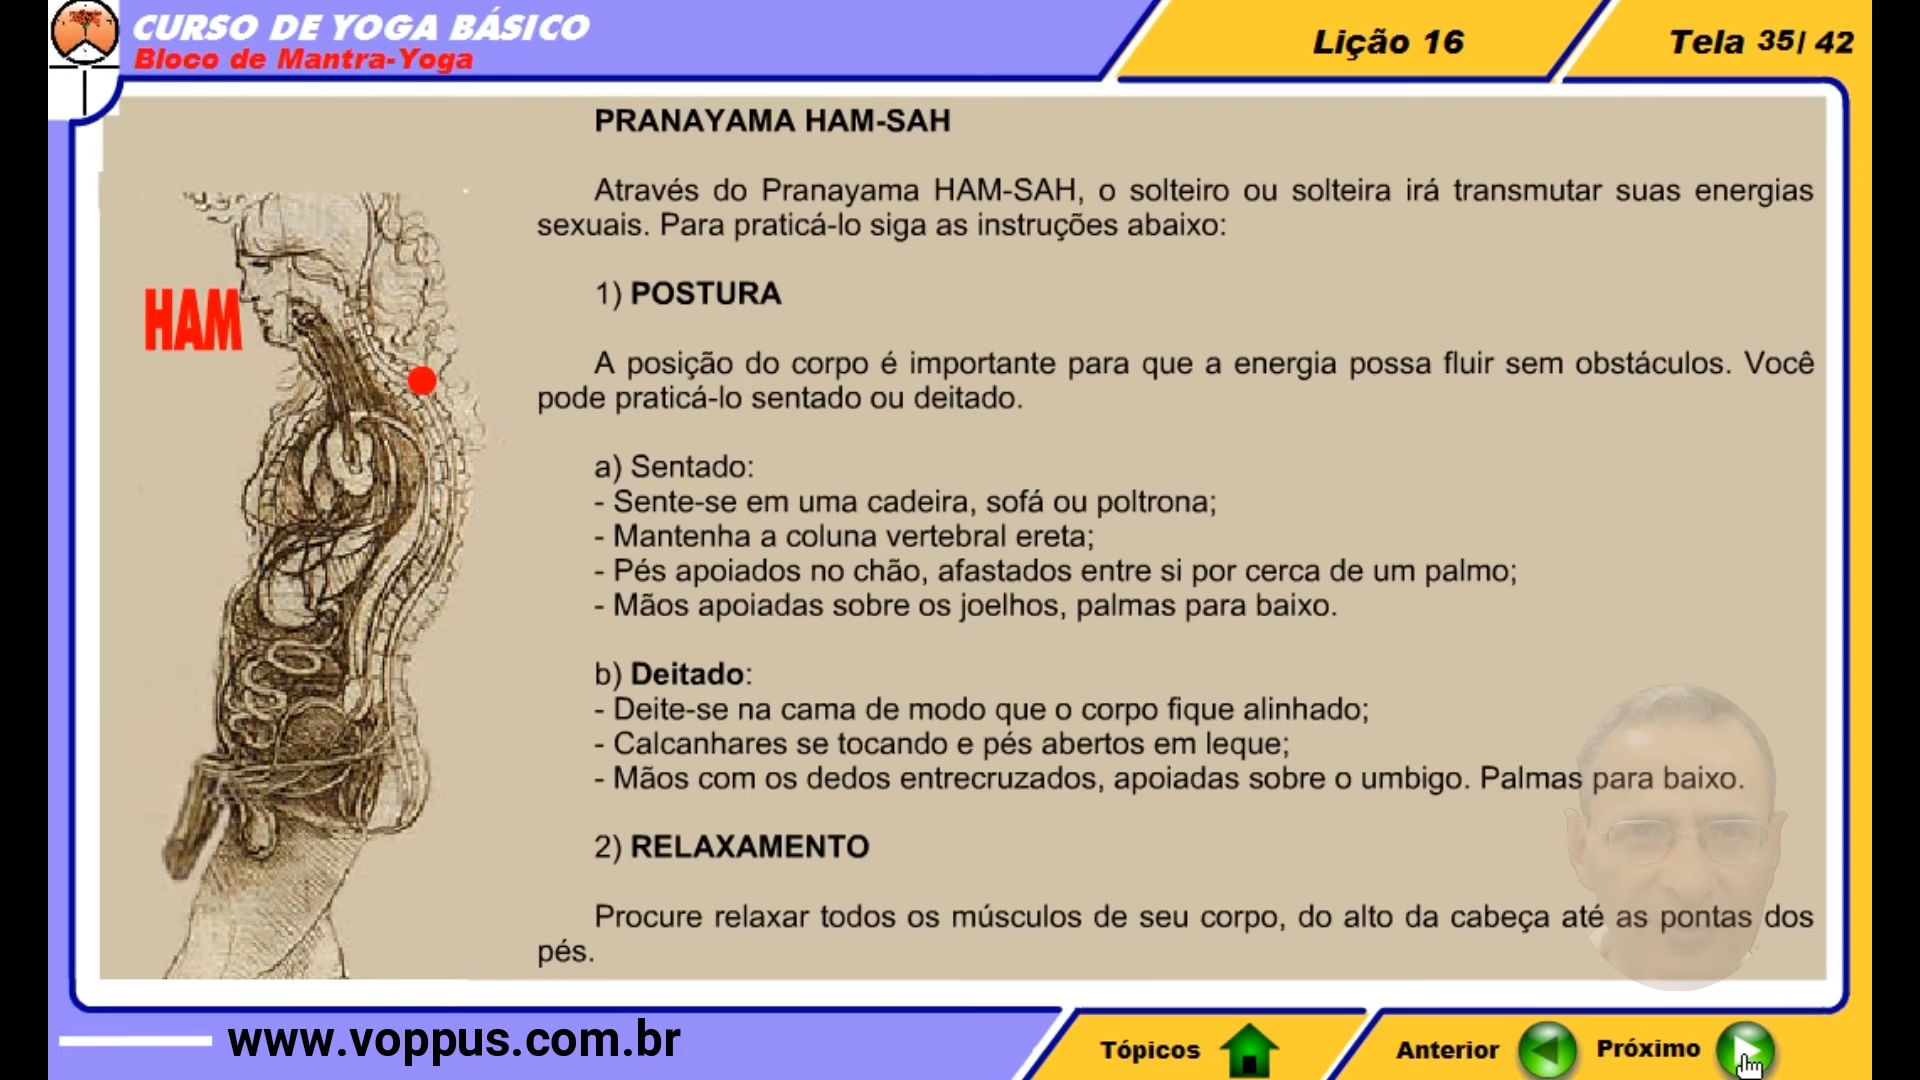 CURSO DE YOGA BÁSICO
Bloco de Mantra-Yoga
Lição 16
Tela 35/ 42
PRANAYAMA HAM-SAH
Através do Pranayama HAM-SAH, o solteiro ou solteira irá transmutar suas energias
sexuais. Para praticá-lo siga as instruções abaixo:
1) POSTURA
HAM
A posição do corpo é importante para que a energia possa fluir sem obstáculos. Você
pode praticá-lo sentado ou deitado.
a) Sentado:
- Sente-se em uma cadeira, sofá ou poltrona;
- Mantenha a coluna vertebral ereta;
- Pés apoiados no chão, afastados entre si por cerca de um palmo;
- Mãos apoiadas sobre os joelhos, palmas para baixo.
b) Deitado:
- Deite-se na cama de modo que o corpo fique alinhado;
- Calcanhares se tocando e pés abertos em leque;
- Mãos com os dedos entrecruzados, apoiadas sobre o umbigo. Palmas para baixo.
2) RELAXAMENTO
Procure relaxar todos os músculos de seu corpo, do alto da cabeça até as pontas dos
pés.
www.voppus.com.br
Tópicos
Anterior
Próximo